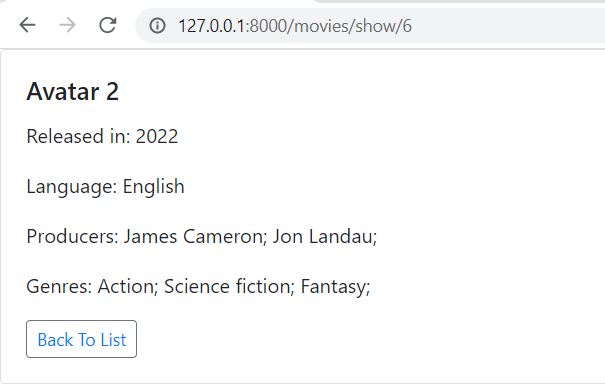 127.0.0.1:8000/movies/show/6
Avatar 2
Released in: 2022
Language: English
Producers: James Cameron; Jon Landau;
Genres: Action; Science fiction; Fantasy;
Back To List